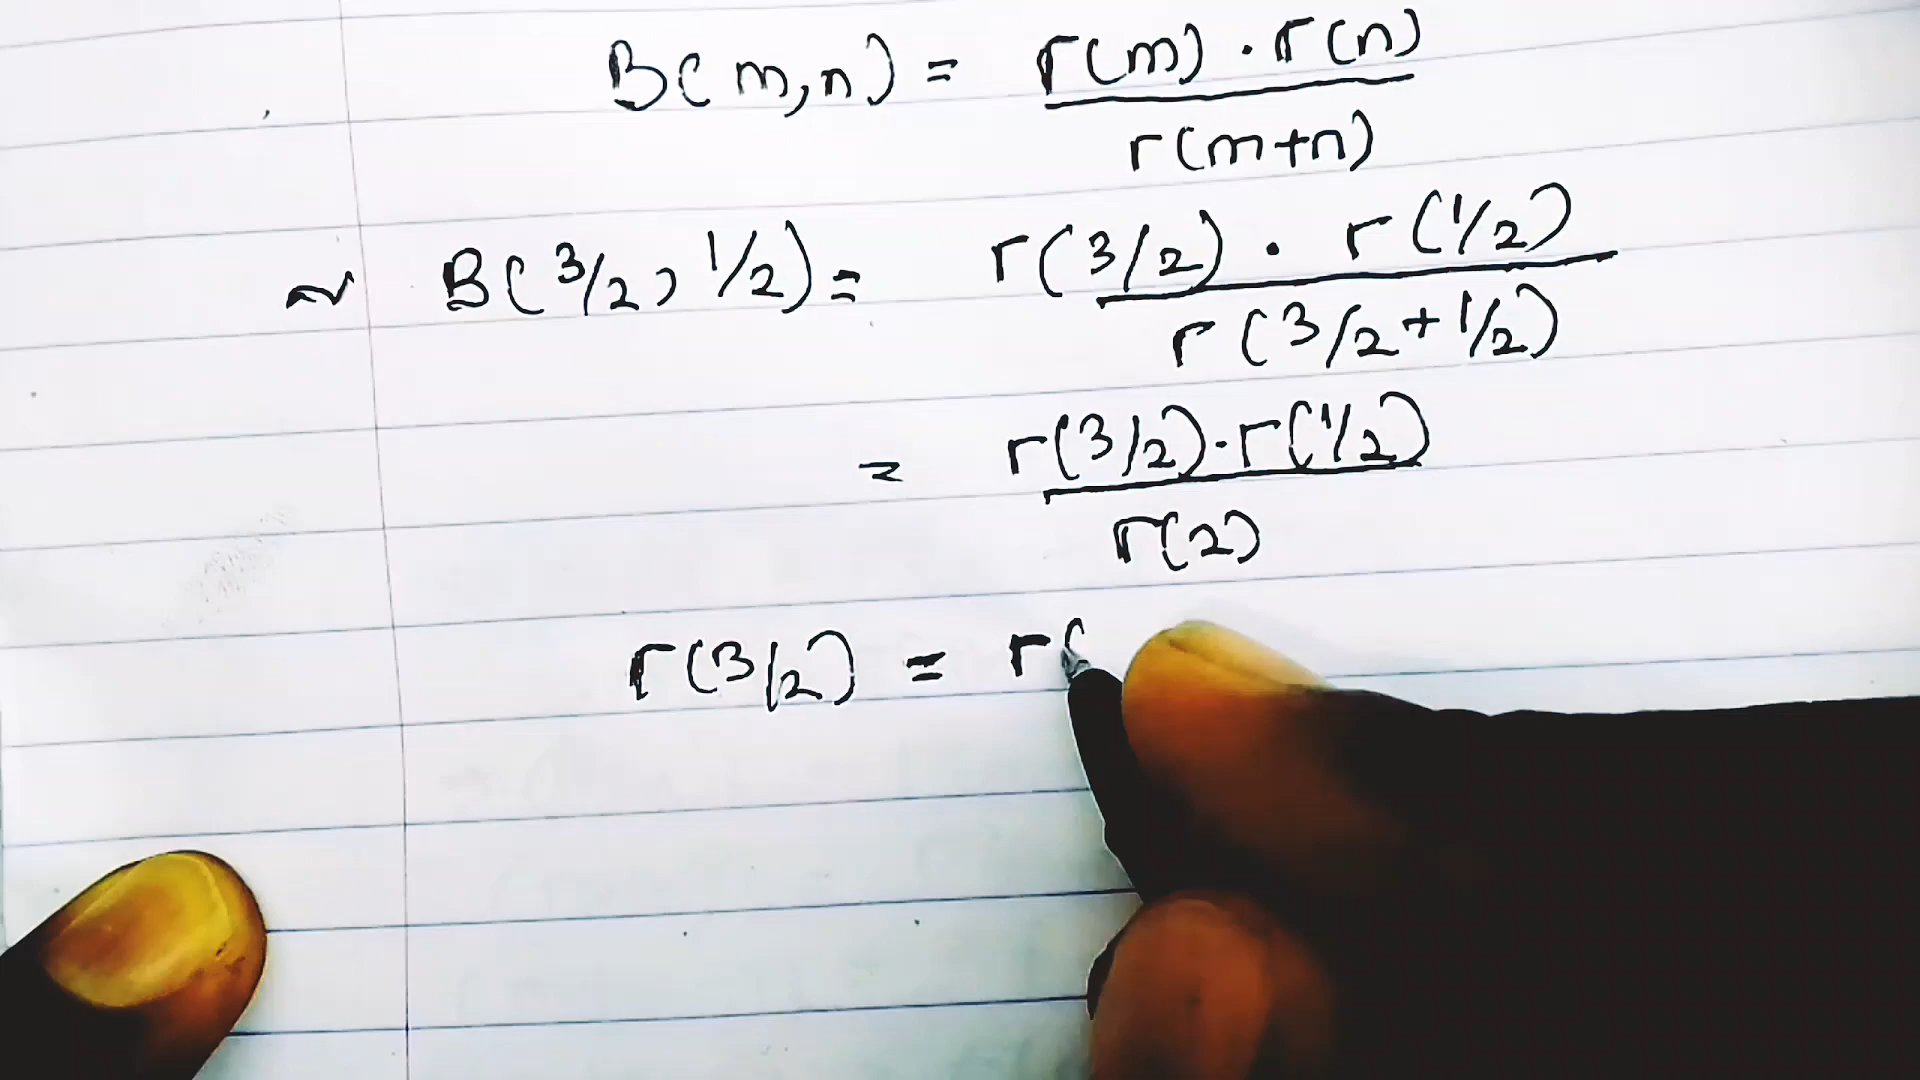 B(m,n) = Γ(m) · Γ(n) / Γ(m+n)
~ B(3/2, 1/2) = Γ(3/2) · Γ(1/2) / Γ(3/2 + 1/2)
= Γ(3/2) · Γ(1/2) / Γ(2)
Γ(3/2) = Γ(